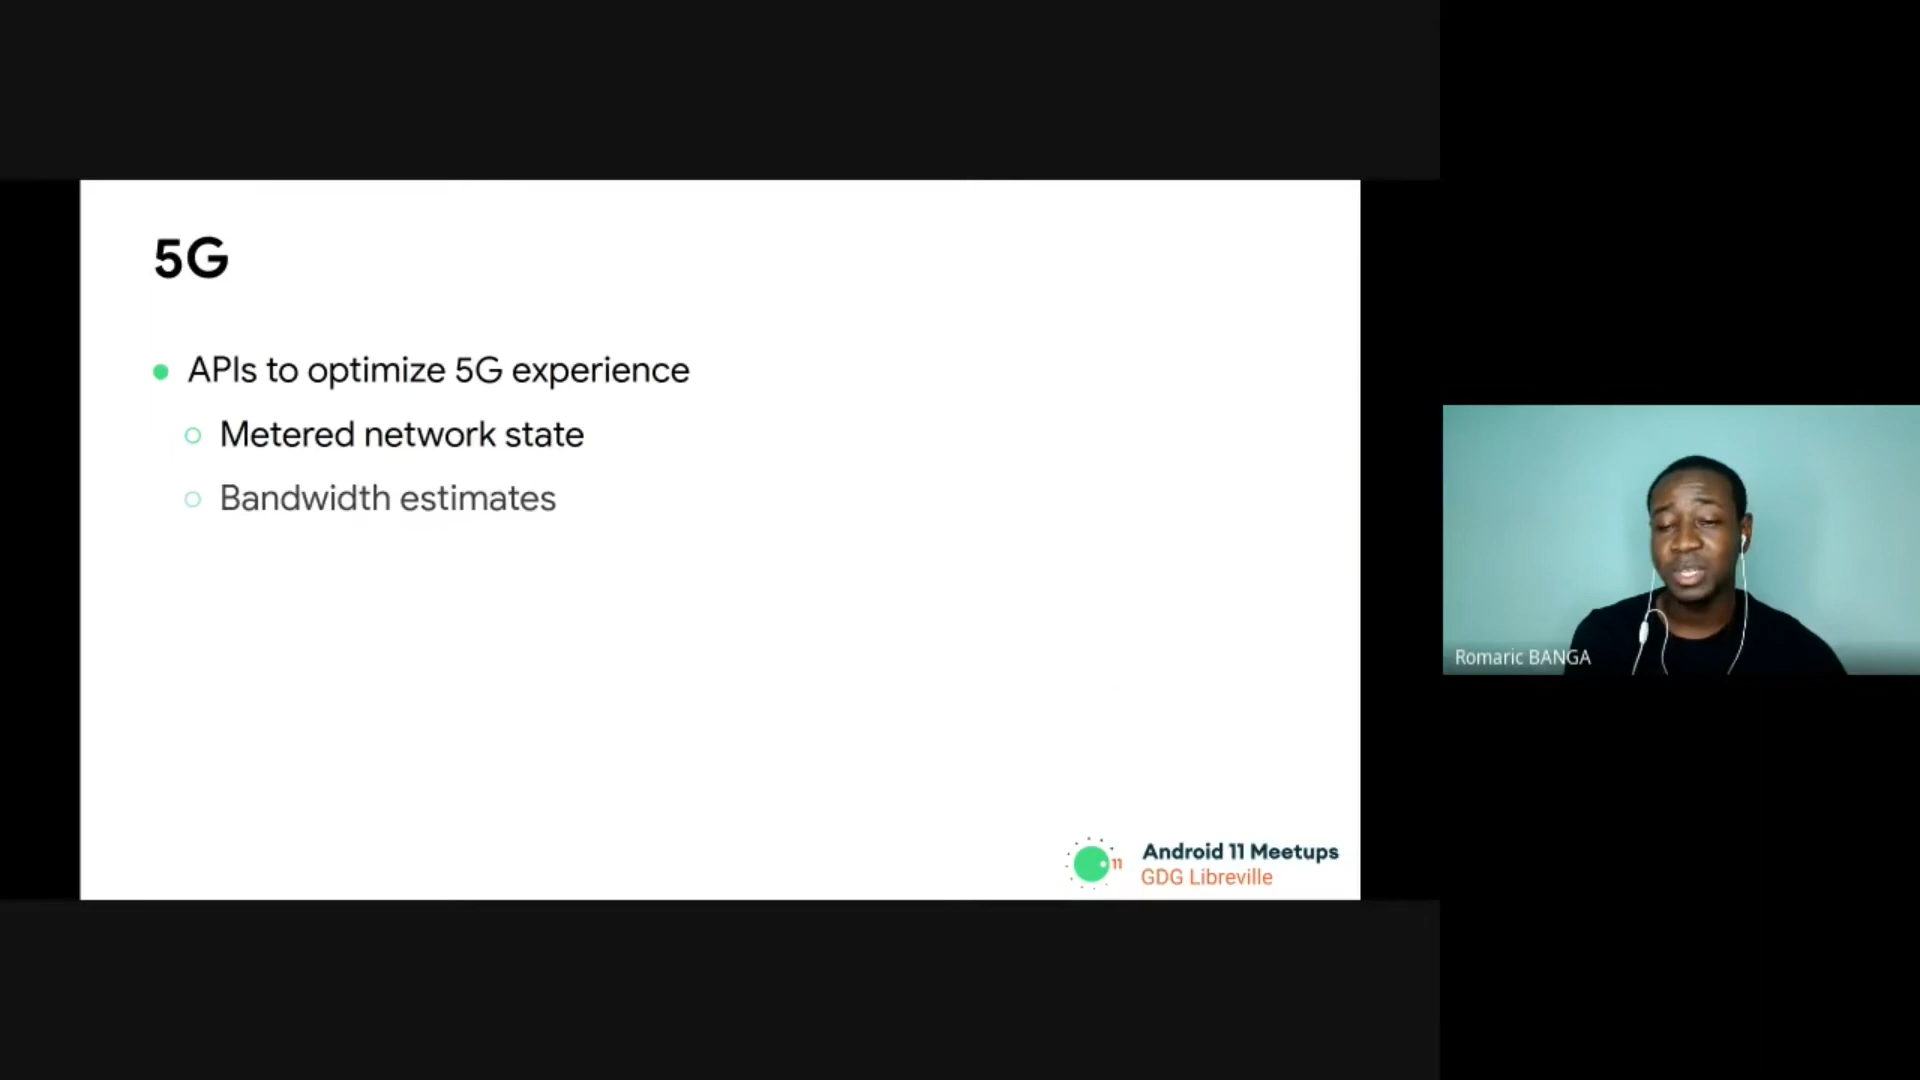 5G
APIs to optimize 5G experience
Metered network state
Bandwidth estimates
11
Android 11 Meetups
GDG Libreville
Romaric BANGA